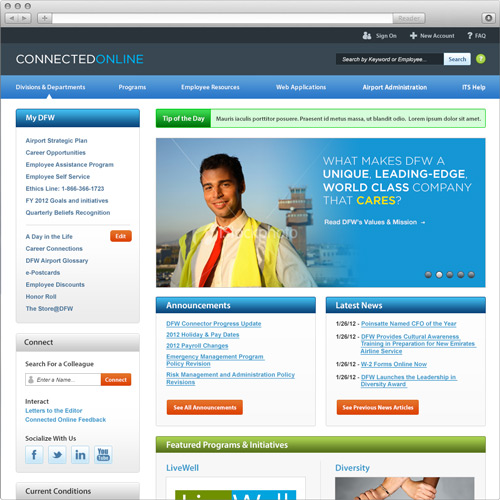 Reader
Sign On
New Account
FAQ
CONNECTEDONLINE
Search by Keyword or Employee...
Search
?
Divisions & Departments
Programs
Employee Resources
Web Applications
Airport Administration
ITS Help
My DFW
Airport Strategic Plan
Career Opportunities
Employee Assistance Program
Employee Self Service
Ethics Line: 1-866-366-1723
FY 2012 Goals and initiatives
Quarterly Beliefs Recognition
A Day in the Life
Edit
Career Connections
DFW Airport Glossary
e-Postcards
Employee Discounts
Honor Roll
The Store@DFW
Connect
Search For a Colleague
Enter a Name...
Connect
Interact
Letters to the Editor
Connected Online Feedback
Socialize With Us
f
in
You
Tube
Current Conditions
Tip of the Day
Mauris iaculis porttitor posuere. Praesent id metus massa, ut blandit odio. Lorem ipsum dolor sit amet.
WHAT MAKES DFW A
UNIQUE, LEADING-EDGE,
WORLD CLASS COMPANY
THAT CARES?
Read DFW's Values & Mission
Announcements
DFW Connector Progress Update
2012 Holiday & Pay Dates
2012 Payroll Changes
Emergency Management Program
Policy Revision
Risk Management and Administration Policy
Revisions
See All Announcements
Latest News
1/26/12 - Poinsatte Named CFO of the Year
1/26/12 - DFW Provides Cultural Awareness
Training in Preparation for New Emirates
Airline Service
1/26/12 - W-2 Forms Online Now
1/26/12 - DFW Launches the Leadership in
Diversity Award
See Previous News Articles
Featured Programs & Initiatives
LiveWell
LiveWell
Diversity